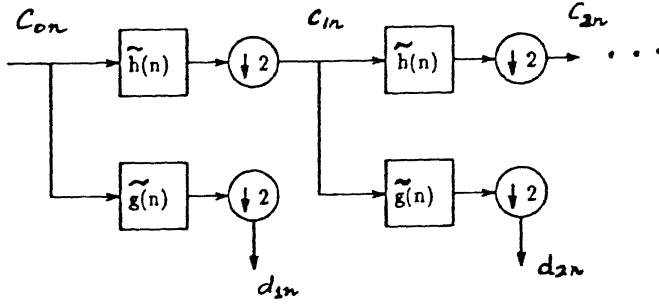 C₀ₙ C₁ₙ C₂ₙ
h̃(n) ↓ 2 h̃(n) ↓ 2 . . .
g̃(n) ↓ 2 g̃(n) ↓ 2
d₁ₙ d₂ₙ